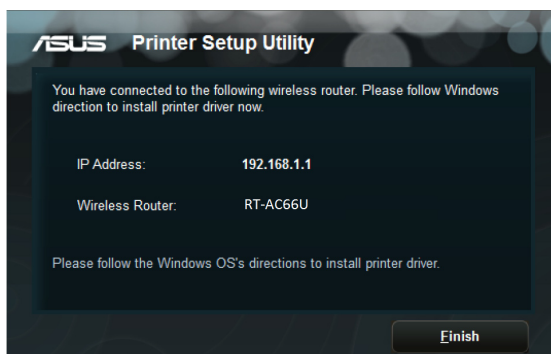 ASUS Printer Setup Utility
You have connected to the following wireless router. Please follow Windows
direction to install printer driver now.
IP Address: 192.168.1.1
Wireless Router: RT-AC66U
Please follow the Windows OS's directions to install printer driver.
Finish